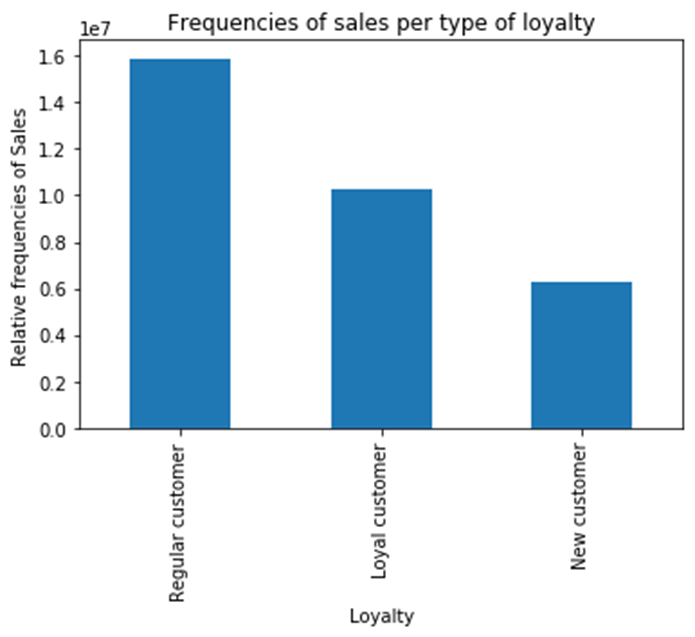 Frequencies of sales per type of loyalty
1e7
Relative frequencies of Sales
1.6
1.4
1.2
1.0
0.8
0.6
0.4
0.2
0.0
Regular customer
Loyal customer
New customer
Loyalty